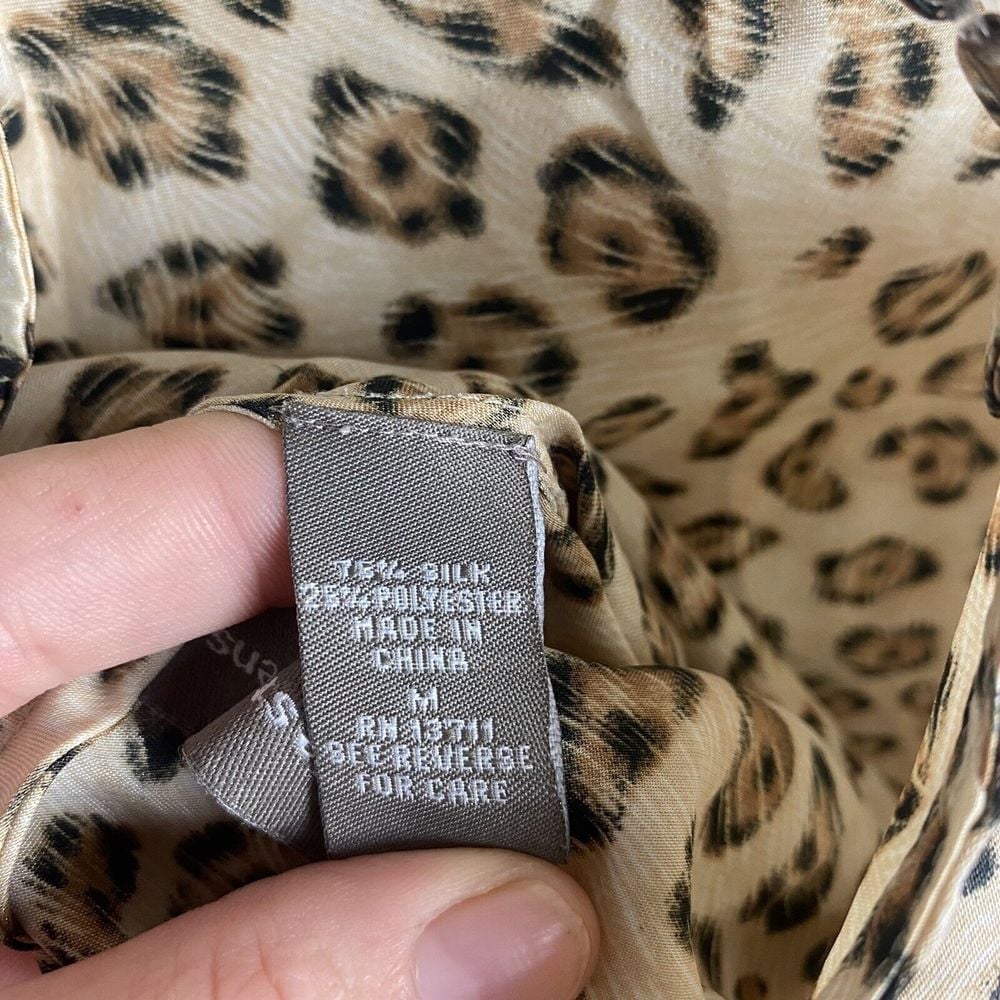 75% SILK
25% POLYESTER
MADE IN
CHINA
M
RN 13711
SEE REVERSE
FOR CARE